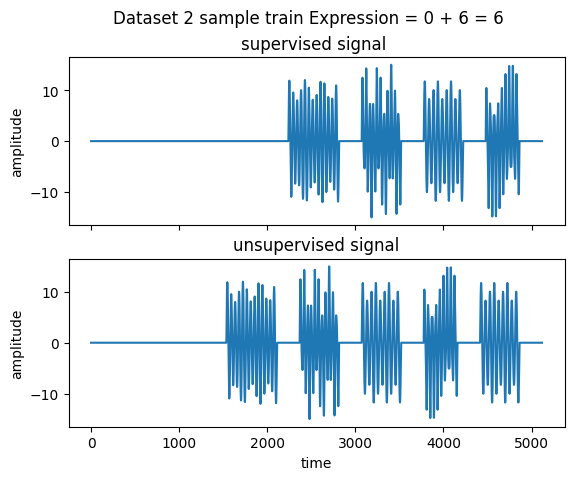 Dataset 2 sample train Expression = 0 + 6 = 6
supervised signal
amplitude
10
0
−10
unsupervised signal
amplitude
10
0
−10
0 1000 2000 3000 4000 5000
time